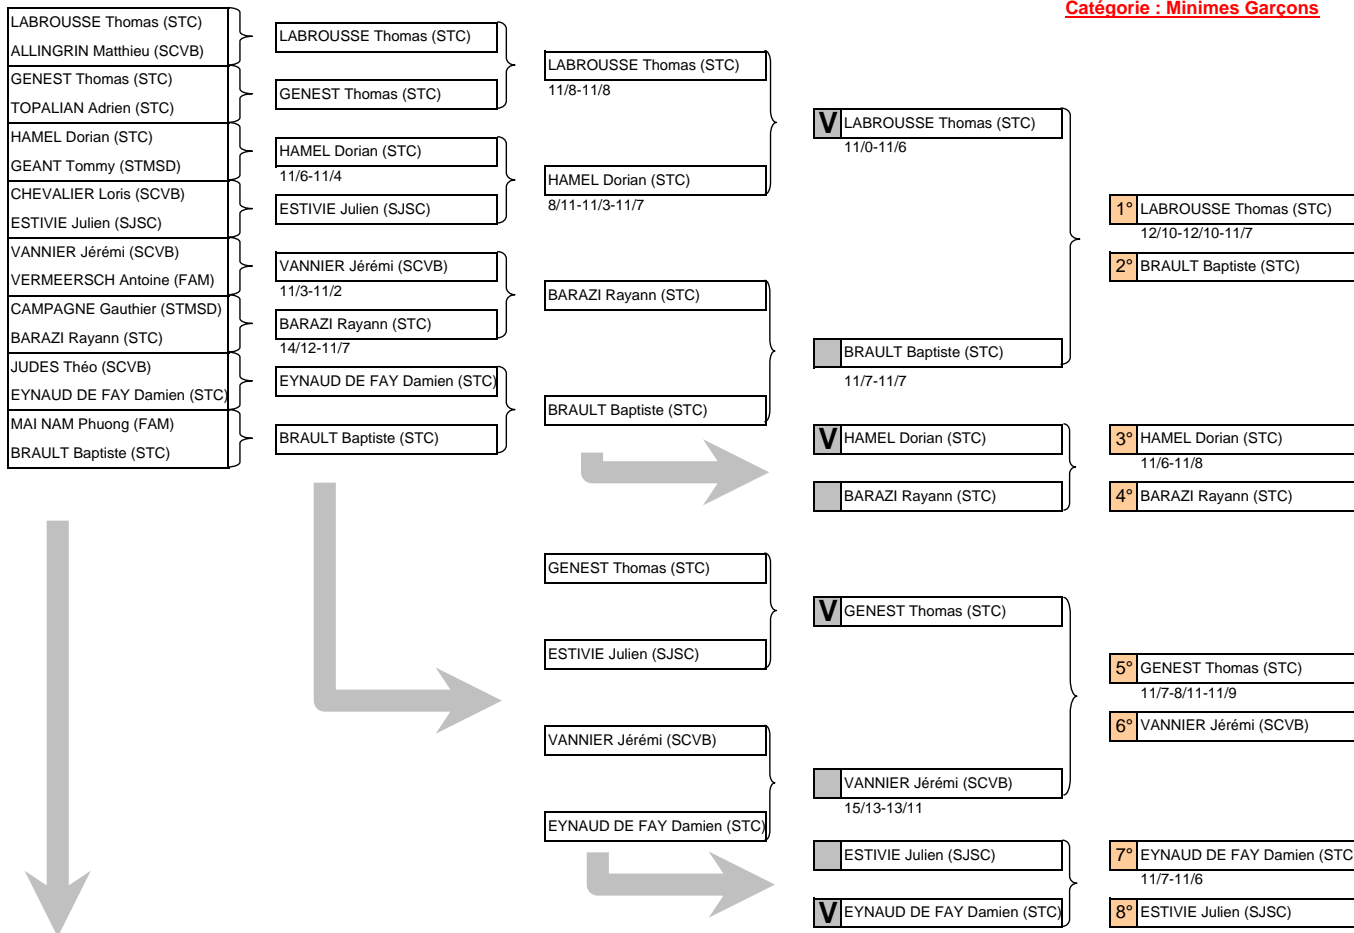 Catégorie : Minimes Garçons
LABROUSSE Thomas (STC)
ALLINGRIN Matthieu (SCVB)
GENEST Thomas (STC)
TOPALIAN Adrien (STC)
HAMEL Dorian (STC)
GEANT Tommy (STMSD)
CHEVALIER Loris (SCVB)
ESTIVIE Julien (SJSC)
VANNIER Jérémi (SCVB)
VERMEERSCH Antoine (FAM)
CAMPAGNE Gauthier (STMSD)
BARAZI Rayann (STC)
JUDES Théo (SCVB)
EYNAUD DE FAY Damien (STC)
MAI NAM Phuong (FAM)
BRAULT Baptiste (STC)
LABROUSSE Thomas (STC)
GENEST Thomas (STC)
HAMEL Dorian (STC)
11/6-11/4
ESTIVIE Julien (SJSC)
VANNIER Jérémi (SCVB)
11/3-11/2
BARAZI Rayann (STC)
14/12-11/7
EYNAUD DE FAY Damien (STC)
BRAULT Baptiste (STC)
LABROUSSE Thomas (STC)
11/8-11/8
HAMEL Dorian (STC)
8/11-11/3-11/7
BARAZI Rayann (STC)
BRAULT Baptiste (STC)
GENEST Thomas (STC)
ESTIVIE Julien (SJSC)
VANNIER Jérémi (SCVB)
EYNAUD DE FAY Damien (STC)
V LABROUSSE Thomas (STC)
11/0-11/6
BRAULT Baptiste (STC)
11/7-11/7
V HAMEL Dorian (STC)
BARAZI Rayann (STC)
V GENEST Thomas (STC)
VANNIER Jérémi (SCVB)
15/13-13/11
ESTIVIE Julien (SJSC)
V EYNAUD DE FAY Damien (STC)
1° LABROUSSE Thomas (STC)
12/10-12/10-11/7
2° BRAULT Baptiste (STC)
3° HAMEL Dorian (STC)
11/6-11/8
4° BARAZI Rayann (STC)
5° GENEST Thomas (STC)
11/7-8/11-11/9
6° VANNIER Jérémi (SCVB)
7° EYNAUD DE FAY Damien (STC
11/7-11/6
8° ESTIVIE Julien (SJSC)